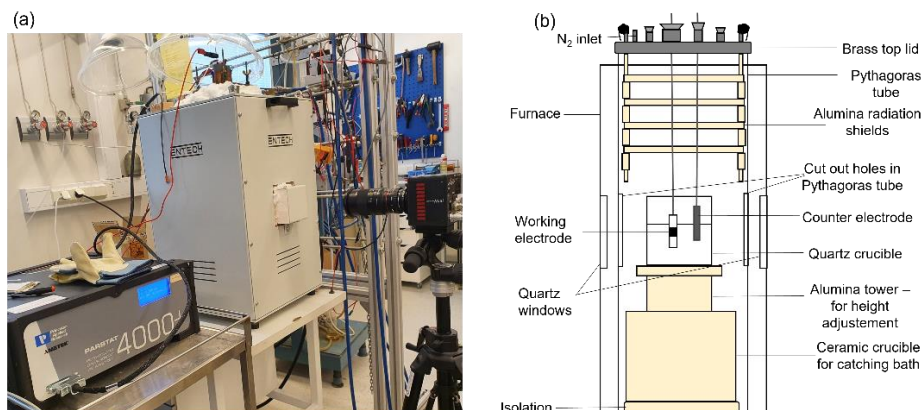 (a)
ENTECH
ENTECH
PARSTAT
4000
AMETEK
(b)
N2 inlet
Brass top lid
Pythagoras
tube
Furnace
Alumina radiation
shields
Cut out holes in
Pythagoras tube
Working
electrode
Counter electrode
Quartz crucible
Quartz
windows
Alumina tower –
for height
adjustement
Ceramic crucible
for catching bath
Isolation